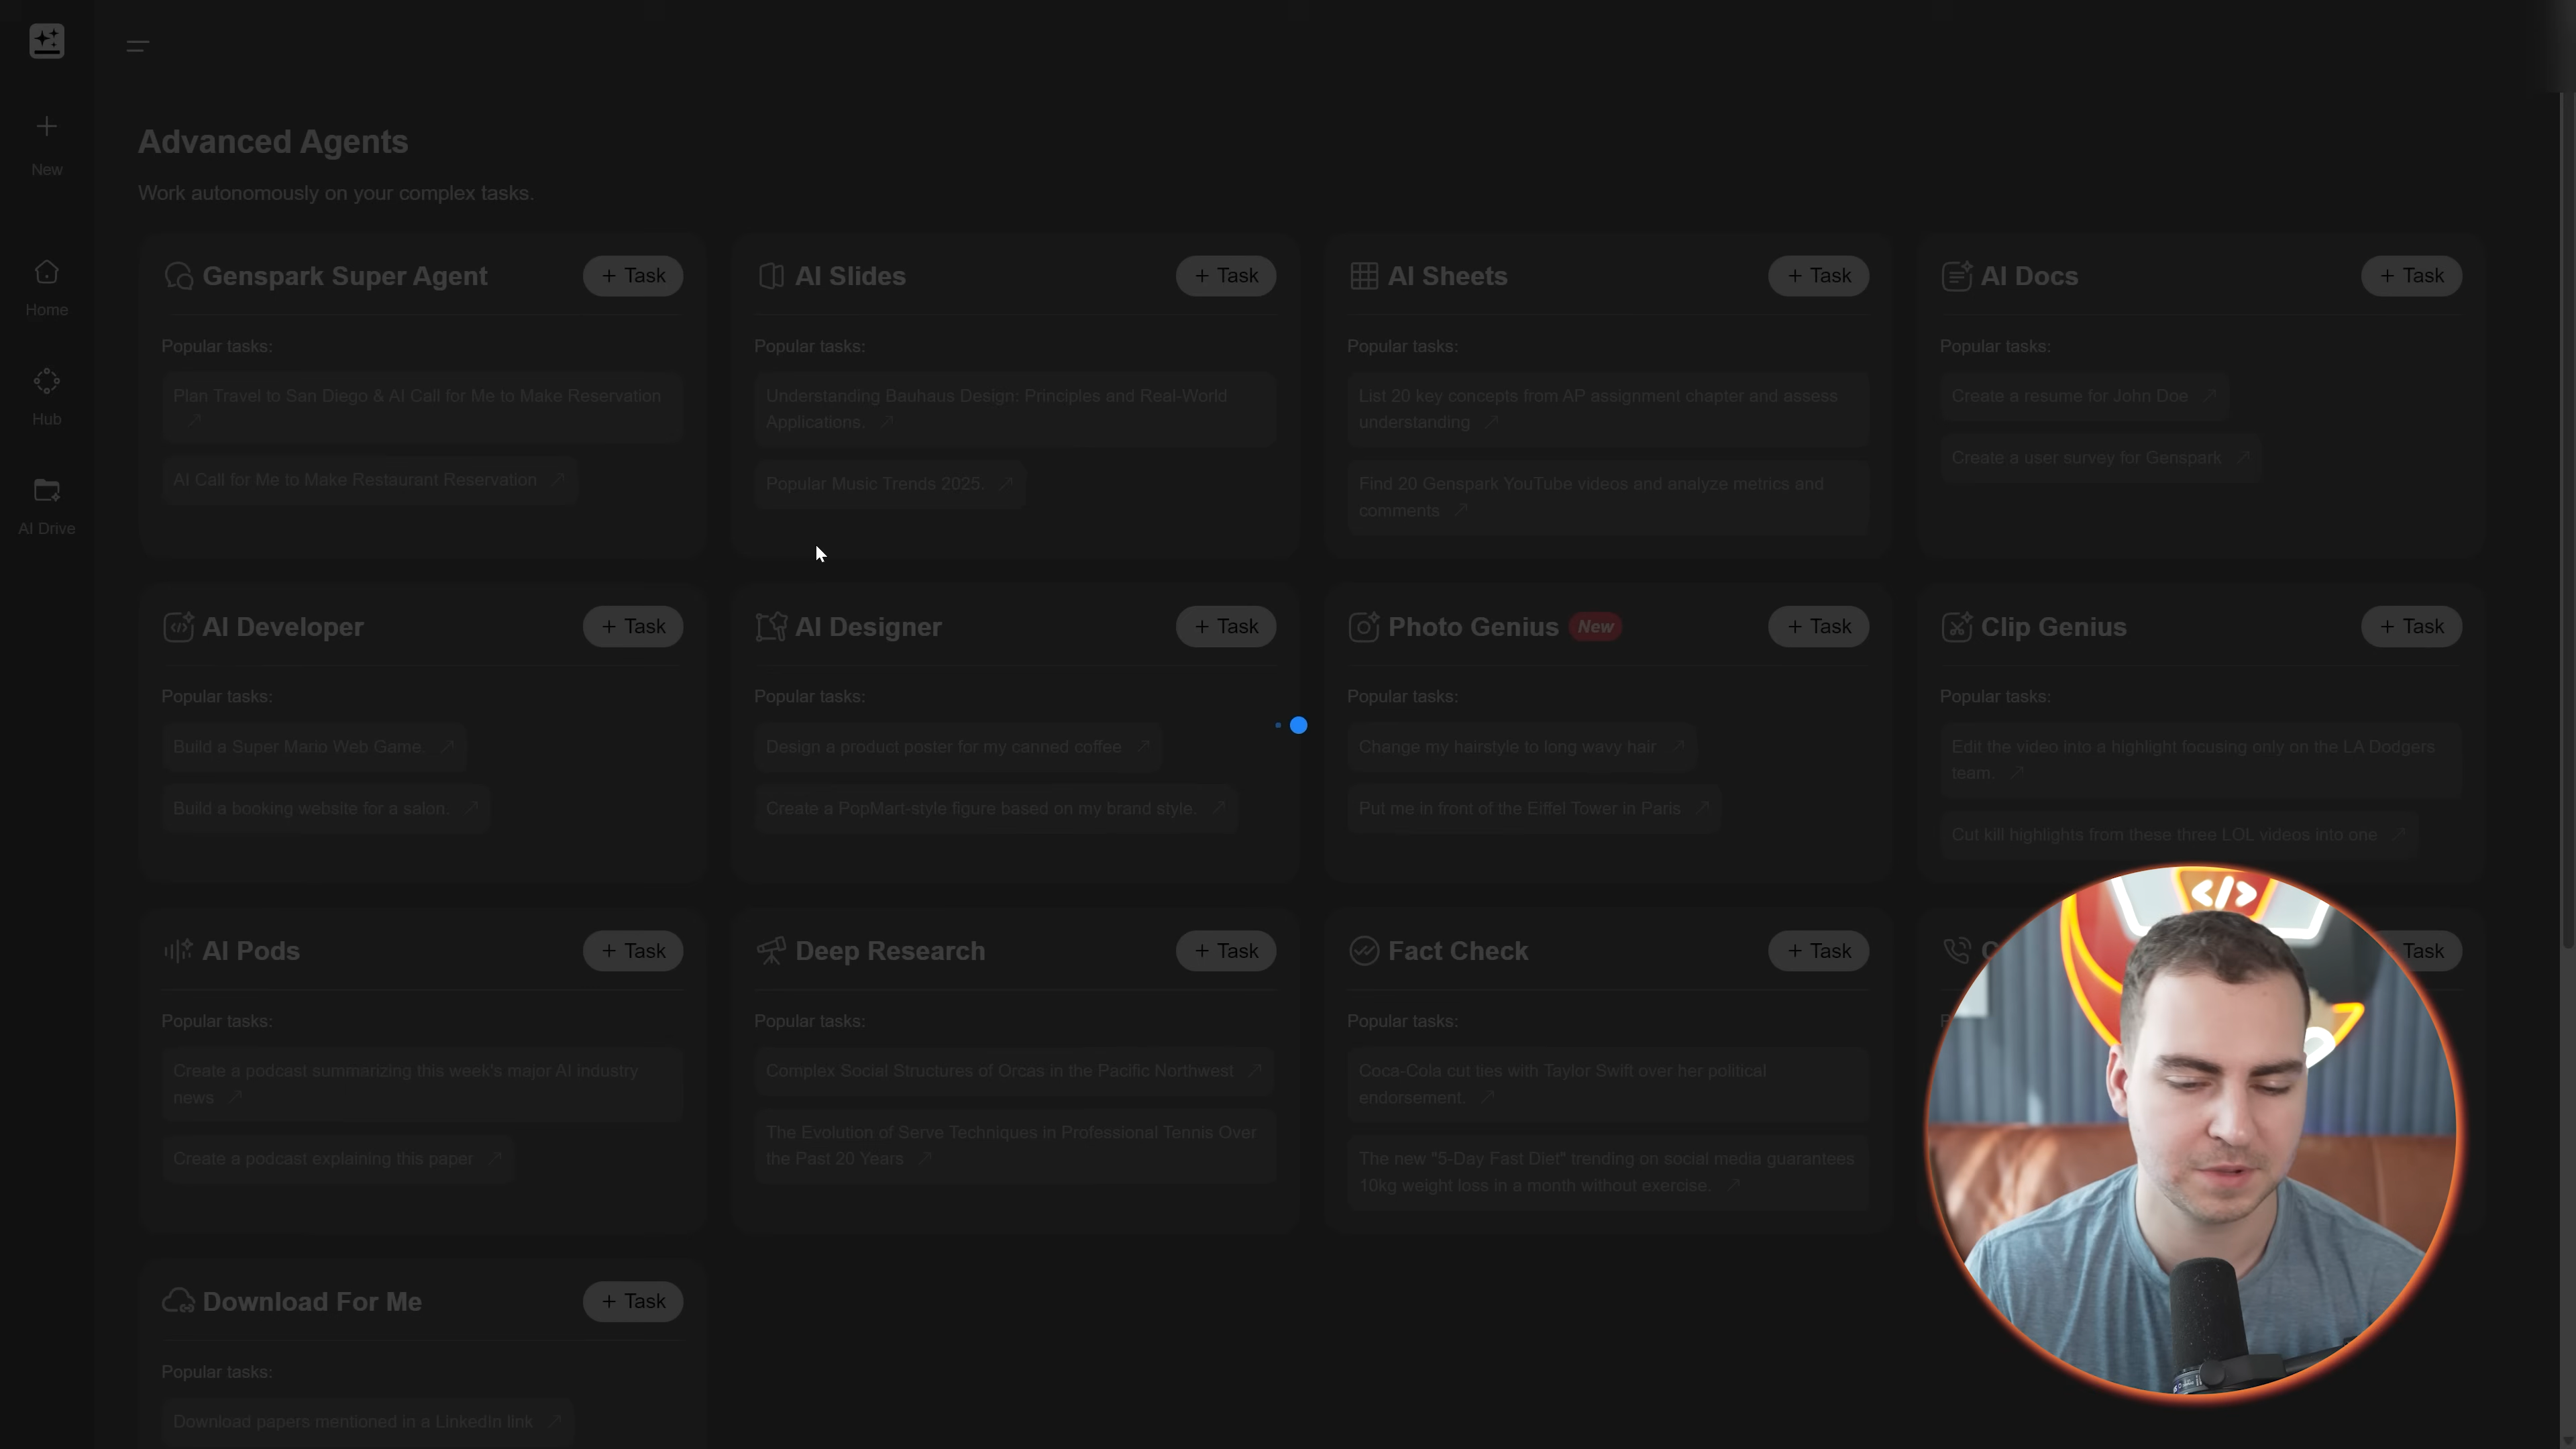 Advanced Agents
Work autonomously on your complex tasks.
New
Home
Hub
AI Drive
Genspark Super Agent
+ Task
Popular tasks:
Plan Travel to San Diego & AI Call for Me to Make Reservation
AI Call for Me to Make Restaurant Reservation
AI Slides
+ Task
Popular tasks:
Understanding Bauhaus Design: Principles and Real-World
Applications.
Popular Music Trends 2025.
AI Sheets
+ Task
Popular tasks:
List 20 key concepts from AP assignment chapter and assess
understanding
Find 20 Genspark YouTube videos and analyze metrics and
comments
AI Docs
+ Task
Popular tasks:
Create a resume for John Doe
Create a user survey for Genspark
AI Developer
+ Task
Popular tasks:
Build a Super Mario Web Game
Build a booking website for a salon.
AI Designer
+ Task
Popular tasks:
Design a product poster for my canned coffee
Create a PopMart-style figure based on my brand style.
Photo Genius
New
+ Task
Popular tasks:
Change my hairstyle to long wavy hair
Put me in front of the Eiffel Tower in Paris
Clip Genius
+ Task
Popular tasks:
Edit the video into a highlight focusing only on the LA Dodgers
team.
Cut kill highlights from these three LOL videos into one
AI Pods
+ Task
Popular tasks:
Create a podcast summarizing this week's major AI industry
news
Create a podcast explaining this paper
Deep Research
+ Task
Popular tasks:
Complex Social Structures of Orcas in the Pacific Northwest
The Evolution of Serve Techniques in Professional Tennis Over
the Past 20 Years
Fact Check
+ Task
Popular tasks:
Coca-Cola cut ties with Taylor Swift over her political
endorsement.
The new "5-Day Fast Diet" trending on social media guarantees
10kg weight loss in a month without exercise.
Task
</>
Download For Me
+ Task
Popular tasks:
Download papers mentioned in a LinkedIn link